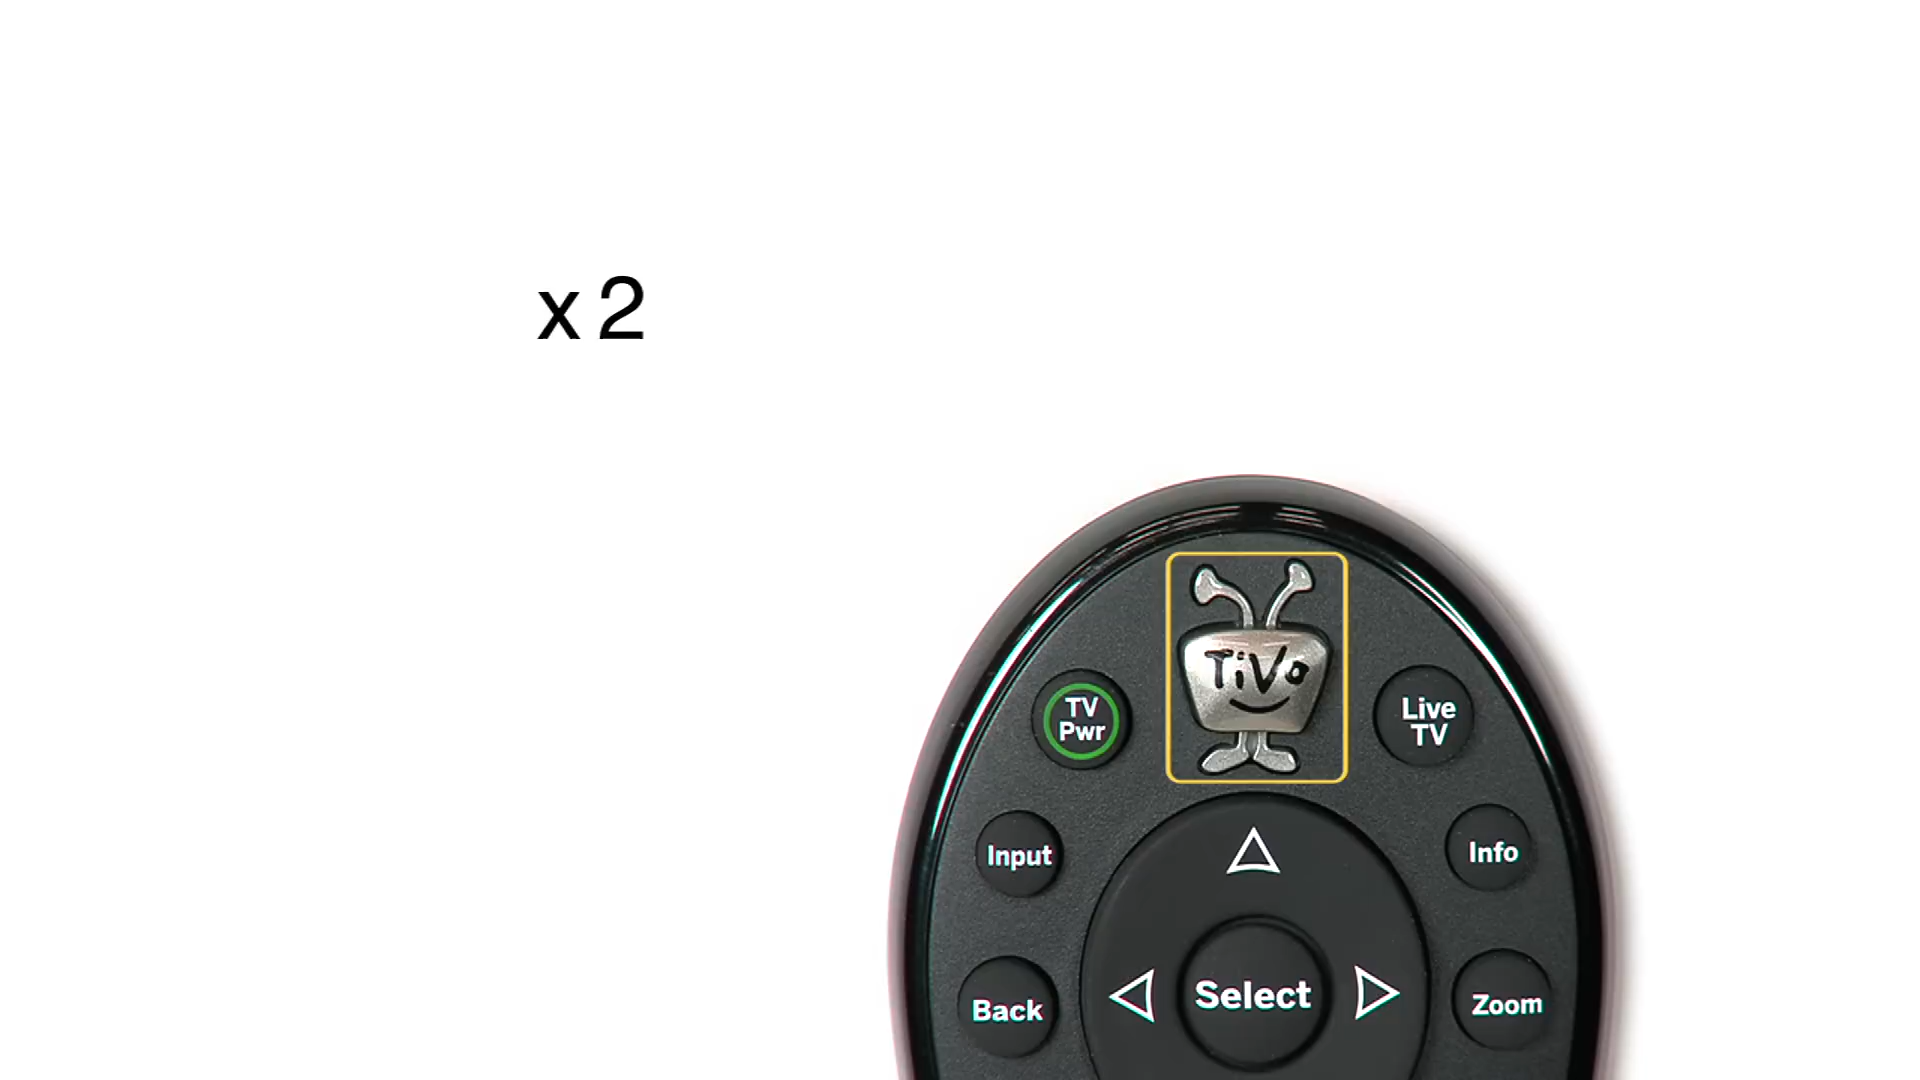 x 2
TiVo
TV
Pwr
Live
TV
Input
Info
Select
Back
Zoom